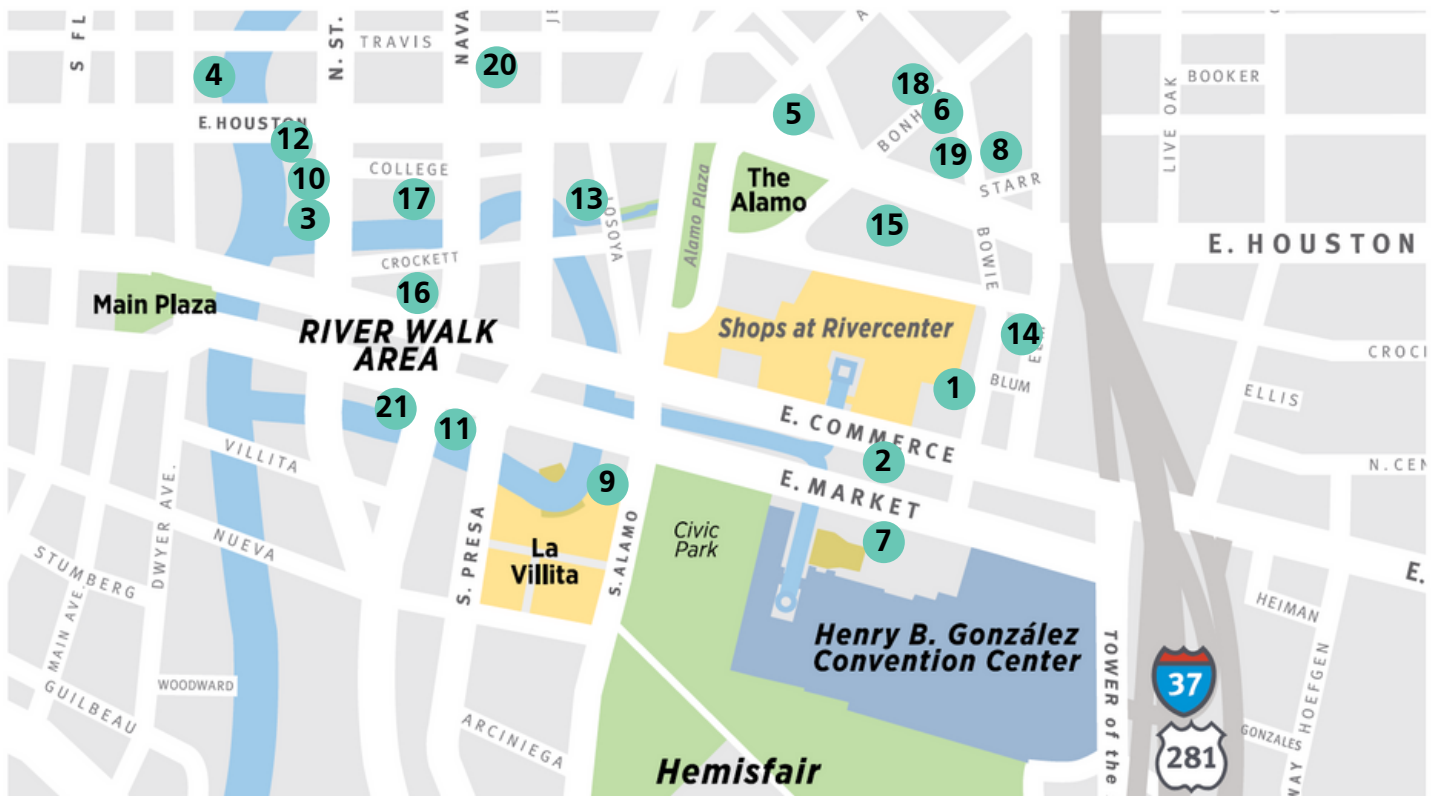 S FL
N. ST.
NAVA
JE
A
TRAVIS
4
20
18
BOOKER
5
6
BONH
E. HOUSTON
12
LIVE OAK
19
8
10
COLLEGE
17
13
The
Alamo
STARR
3
LOSOYA
Alamo Plaza
15
BOWIE
E. HOUSTON
CROCKETT
16
Main Plaza
RIVER WALK
AREA
Shops at Rivercenter
14
CROC
1
BLUM
ELLIS
21
11
E. COMMERCE
2
VILLITA
N. CEN
9
E. MARKET
DWYER AVE.
NUEVA
S. PRESA
La
Villita
S. ALAMO
Civic
Park
7
STUMBERG
E.
HEIMAN
MAIN AVE.
Henry B. González
Convention Center
TOWER of the
HOEFGEN
WAY
37
WOODWARD
GUILBEAU
ARCINIEGA
GONZALES
281
Hemisfair